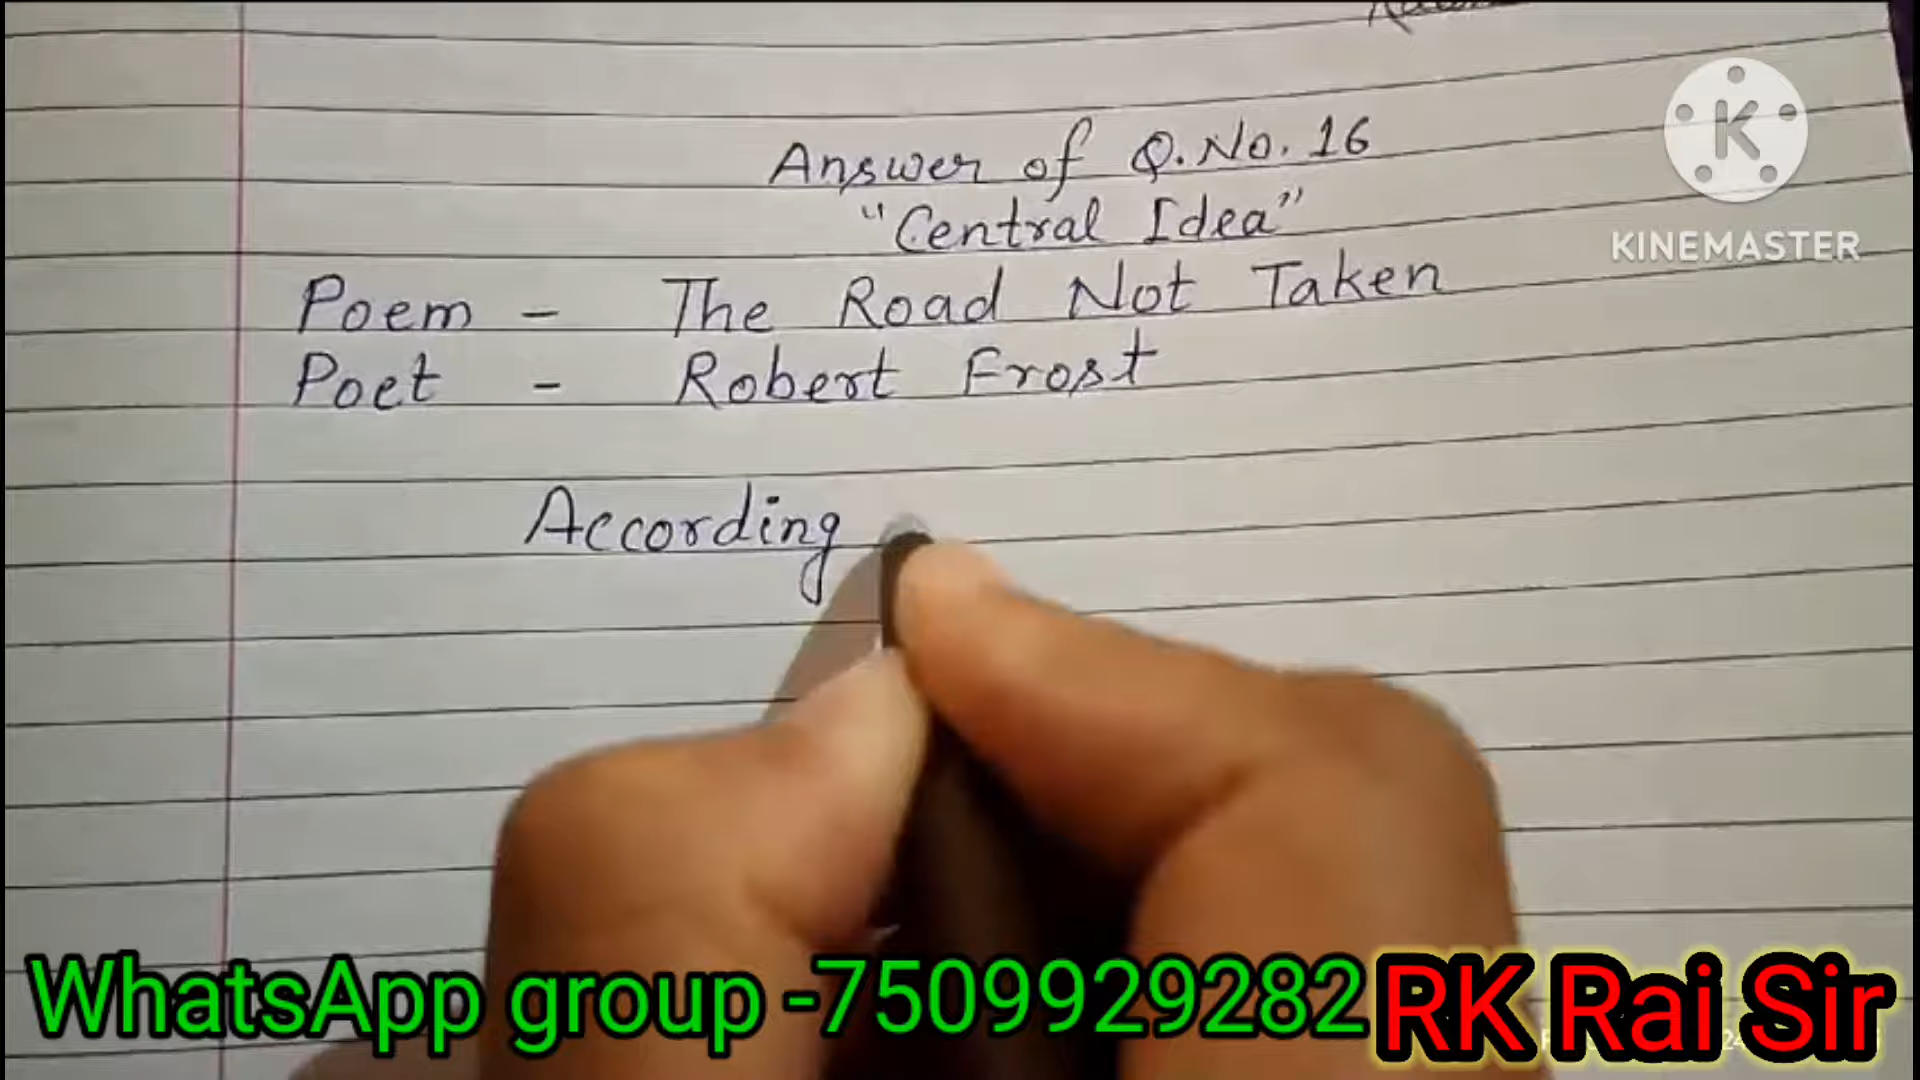 Answer of Q.No. 16
"Central Idea"
KINEMASTER
Poem - The Road Not Taken
Poet - Robert Frost
According
WhatsApp group -7509929282 RK Rai Sir